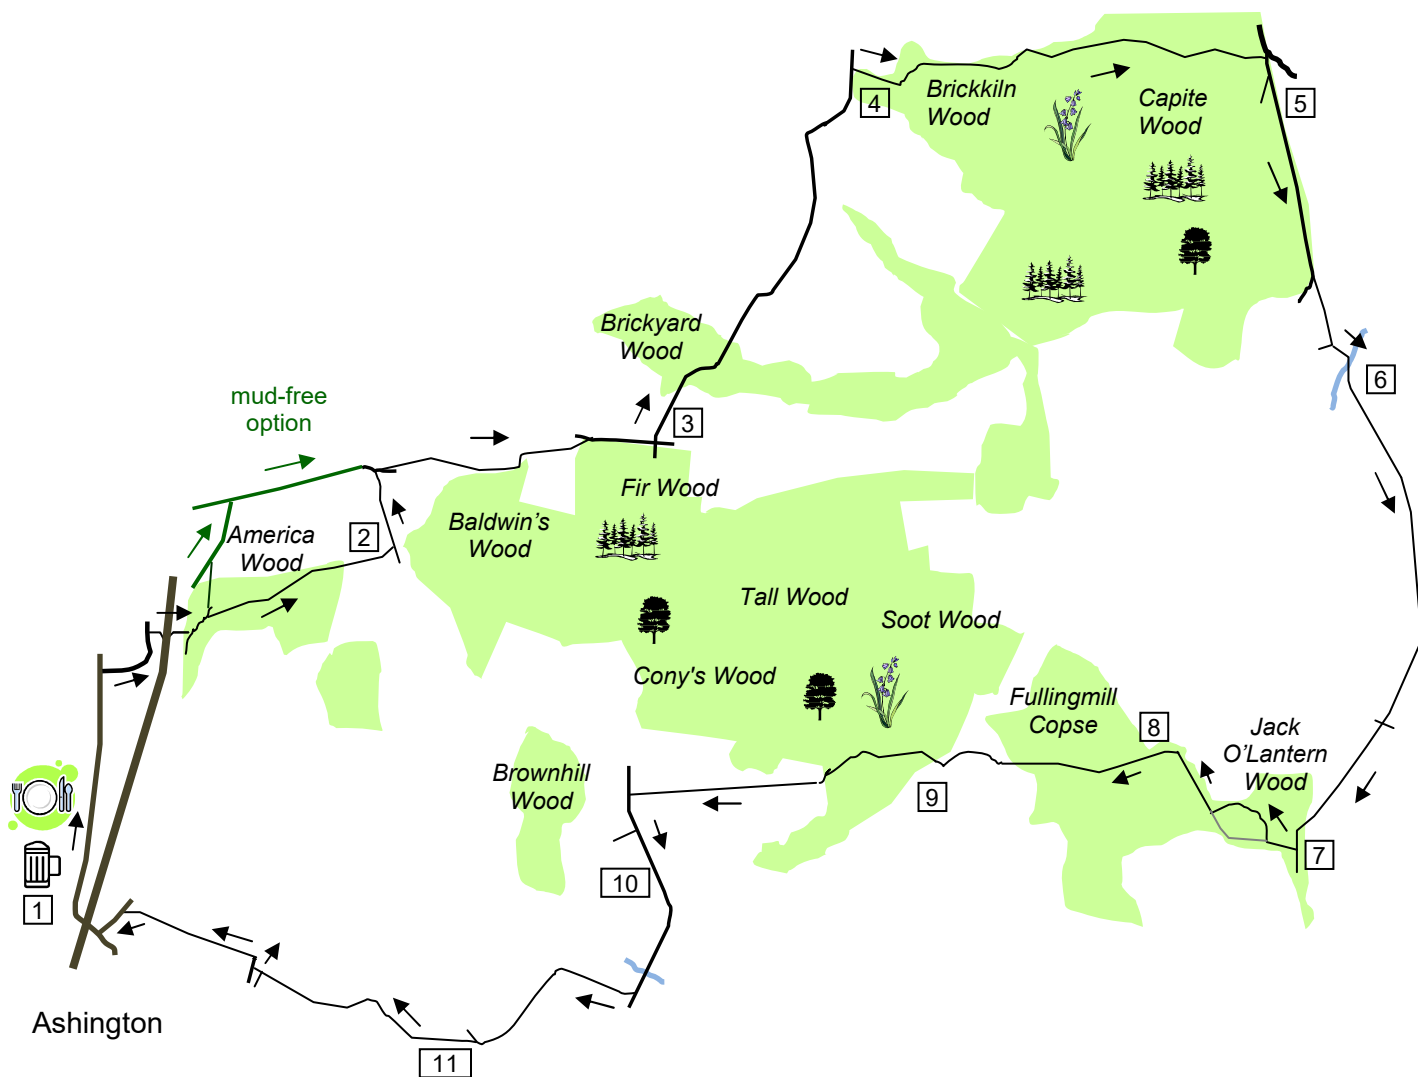 4
Brickkiln
Wood
Capite
Wood
5
Brickyard
Wood
6
mud-free
option
3
Fir Wood
America
Wood
2
Baldwin's
Wood
Tall Wood
Soot Wood
Cony's Wood
Fullingmill
Copse
8
Jack
O'Lantern
Wood
Brownhill
Wood
9
7
10
1
Ashington
11